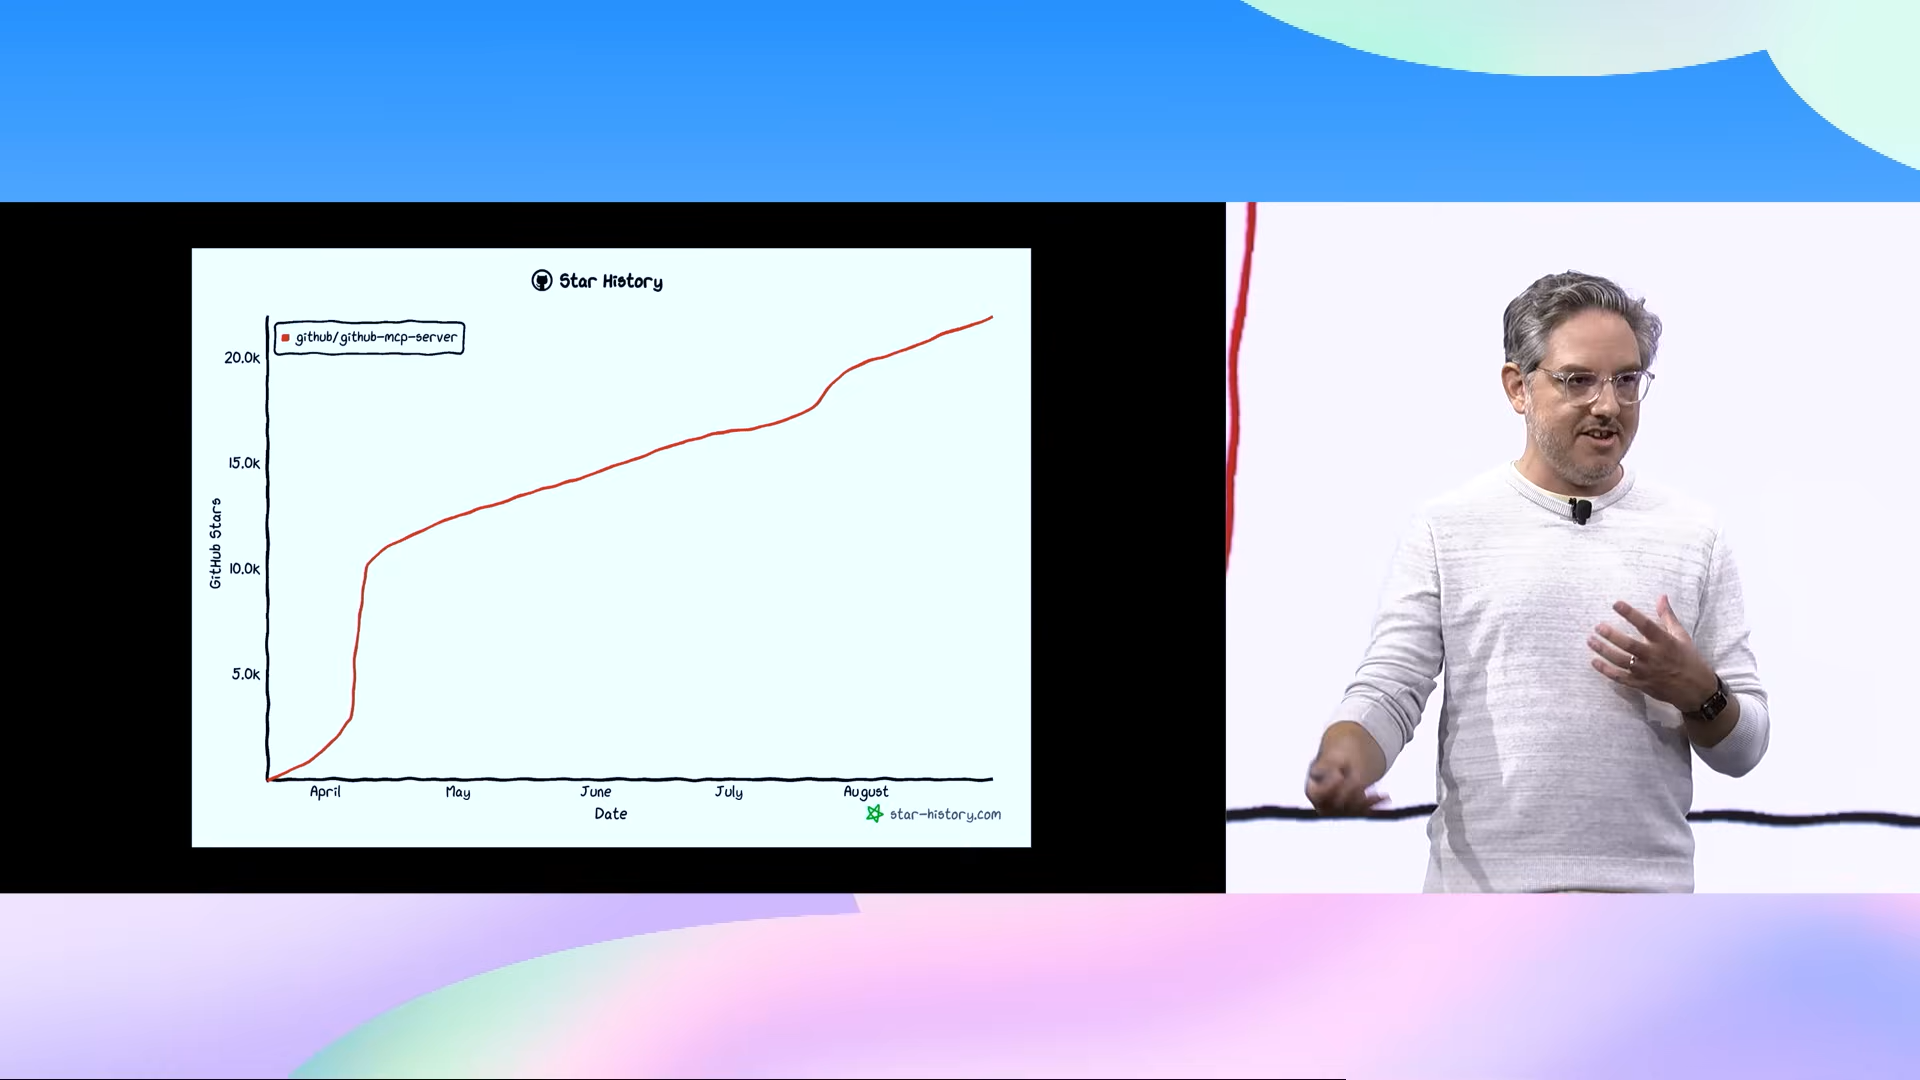 Star History
github/github-mcp-server
20.0k
15.0k
10.0k
5.0k
GitHub Stars
April
May
June
July
August
Date
star-history.com